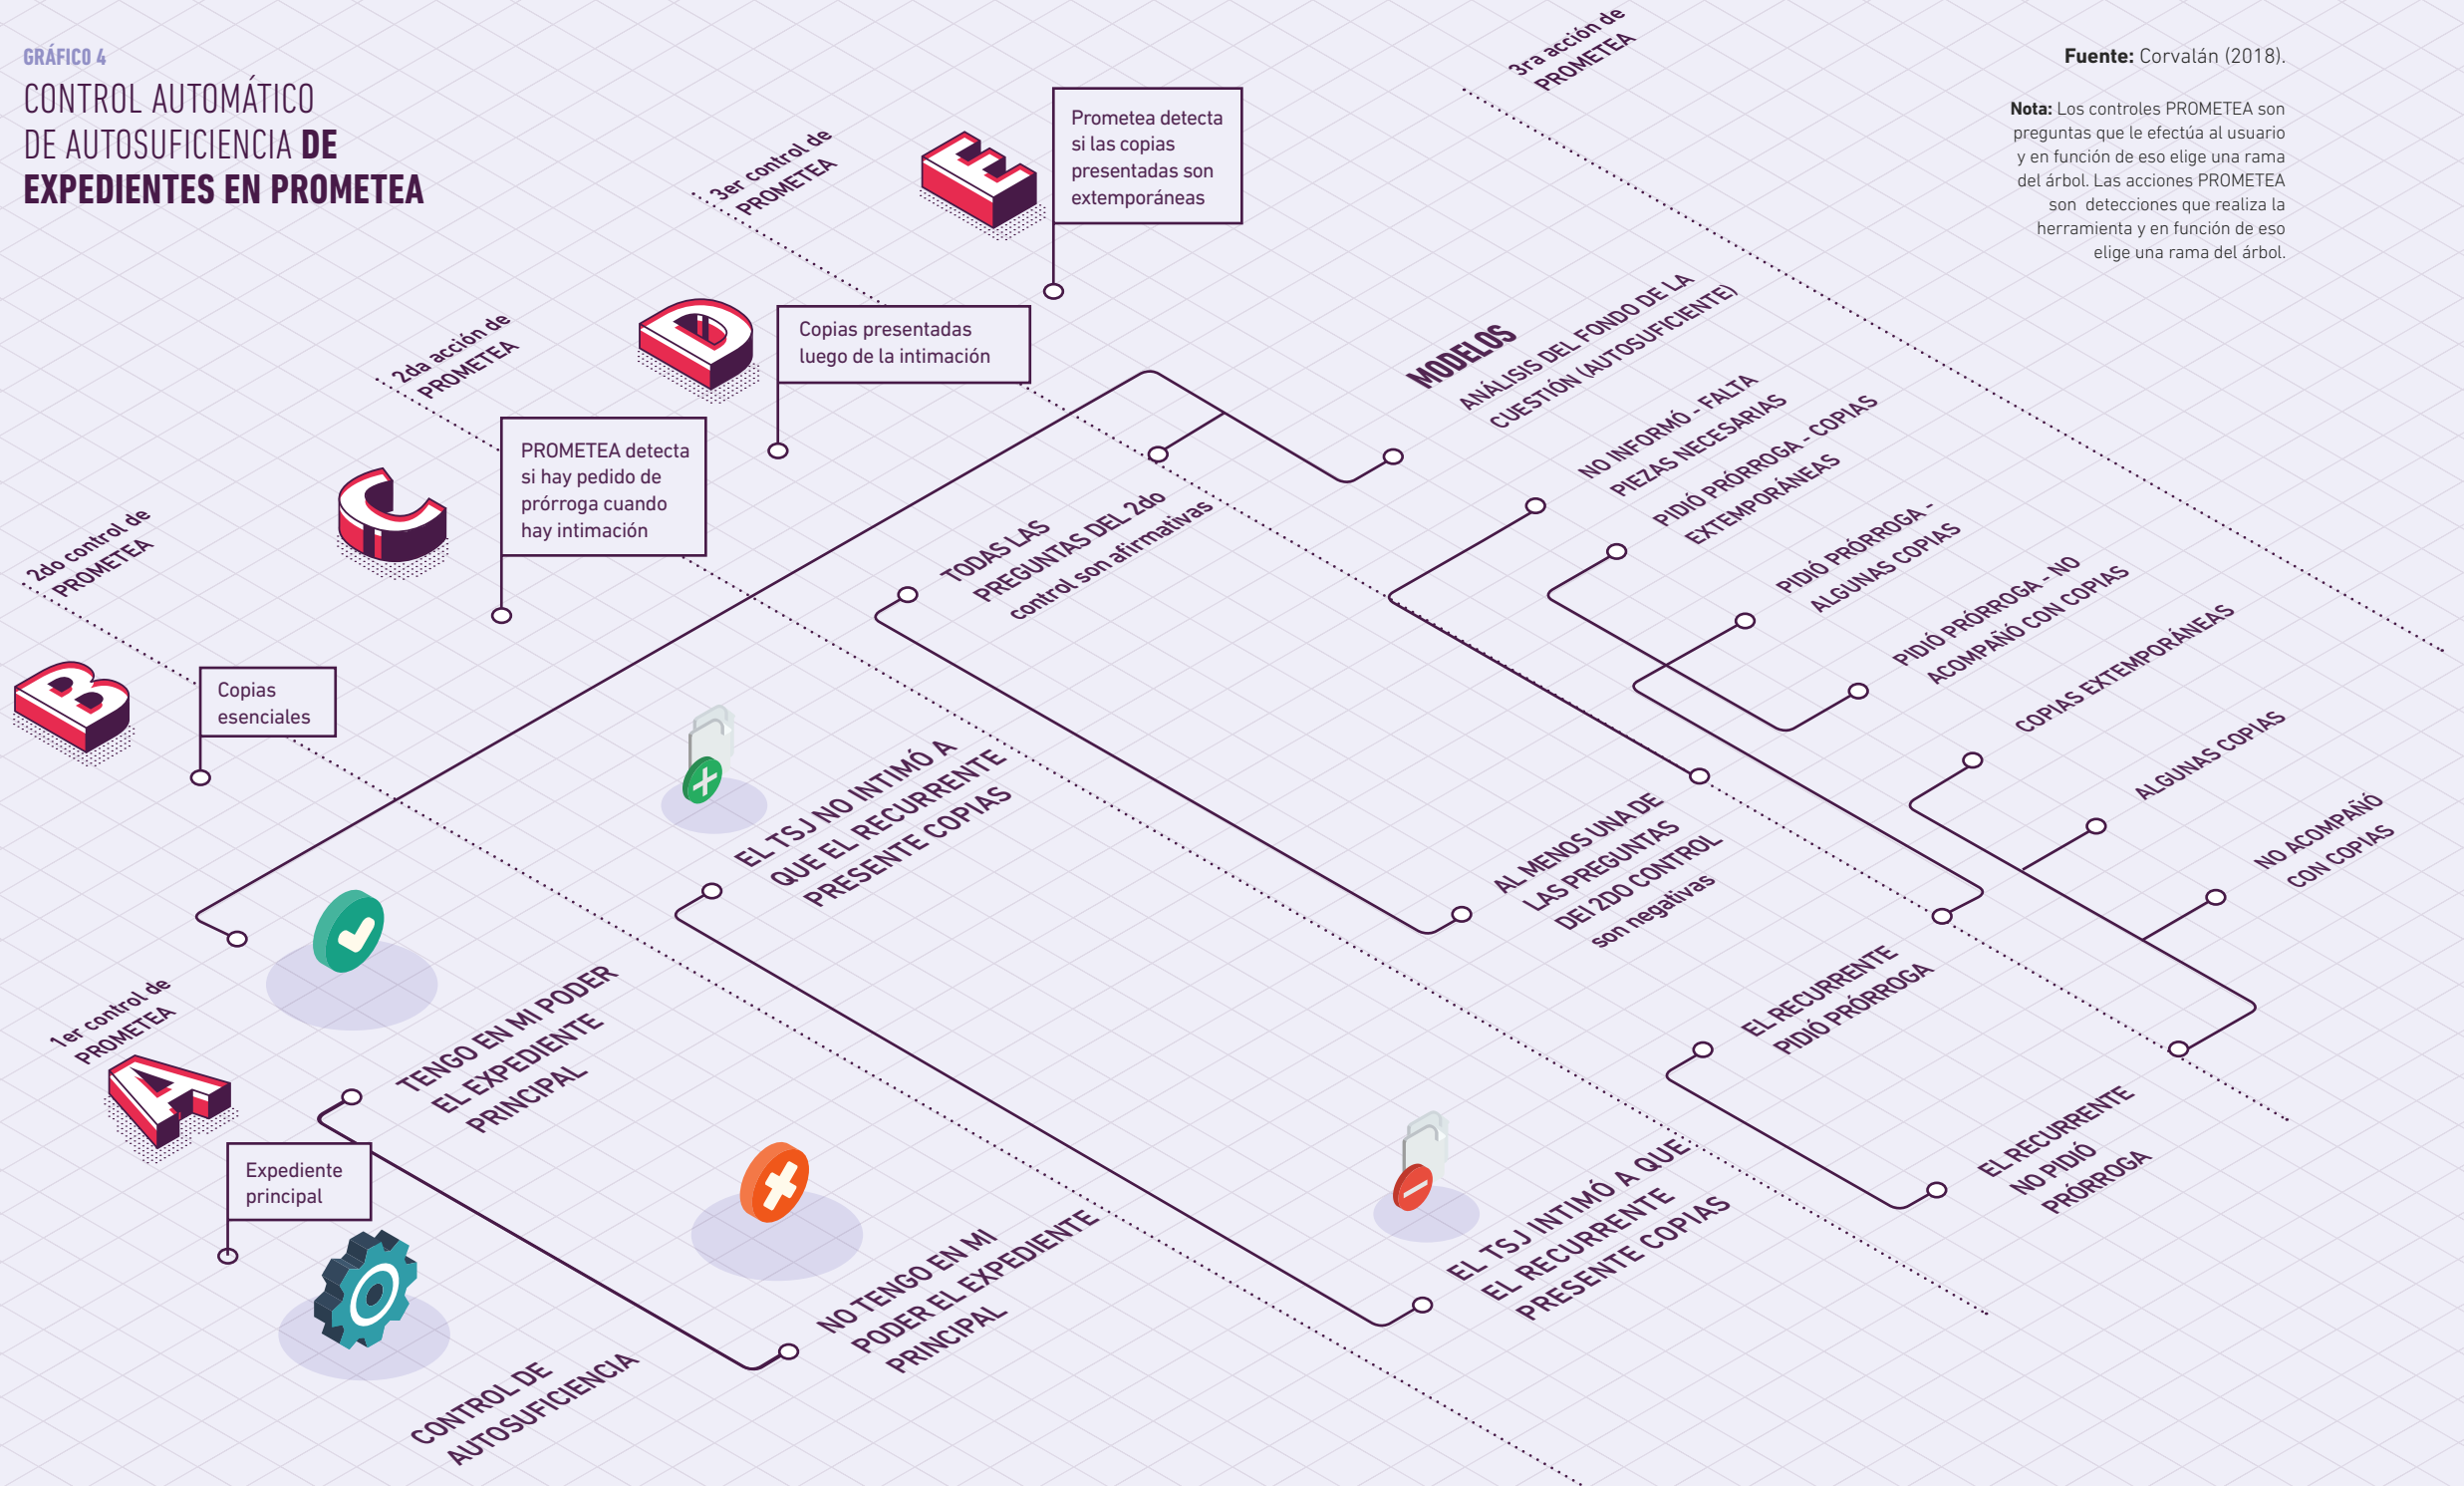 GRÁFICO 4
CONTROL AUTOMÁTICO
DE AUTOSUFICIENCIA DE
EXPEDIENTES EN PROMETEA
Fuente: Corvalán (2018).
Nota: Los controles PROMETEA son
preguntas que le efectúa al usuario
y en función de eso elige una rama
del árbol. Las acciones PROMETEA
son detecciones que realiza la
herramienta y en función de eso
elige una rama del árbol.
3ra acción de
PROMETEA
E
Prometea detecta
si las copias
presentadas son
extemporáneas
3er control de
PROMETEA
D
Copias presentadas
luego de la intimación
2da acción de
PROMETEA
C
PROMETEA detecta
si hay pedido de
prórroga cuando
hay intimación
2do control de
PROMETEA
B
Copias
esenciales
1er control de
PROMETEA
A
Expediente
principal
CONTROL DE
AUTOSUFICIENCIA
TENGO EN MI PODER
EL EXPEDIENTE
PRINCIPAL
NO TENGO EN MI
PODER EL EXPEDIENTE
PRINCIPAL
EL TSJ NO INTIMÓ A
QUE EL RECURRENTE
PRESENTE COPIAS
EL TSJ INTIMÓ A QUE
EL RECURRENTE
PRESENTE COPIAS
TODAS LAS
PREGUNTAS DEL 2do
control son afirmativas
AL MENOS UNA DE
LAS PREGUNTAS
DEl 2DO CONTROL
son negativas
EL RECURRENTE
PIDIÓ PRÓRROGA
EL RECURRENTE
NO PIDIÓ
PRÓRROGA
MODELOS
ANÁLISIS DEL FONDO DE LA
CUESTIÓN (AUTOSUFICIENTE)
NO INFORMÓ - FALTA
PIEZAS NECESARIAS
PIDIÓ PRÓRROGA - COPIAS
EXTEMPORÁNEAS
PIDIÓ PRÓRROGA -
ALGUNAS COPIAS
PIDIÓ PRÓRROGA - NO
ACOMPAÑÓ CON COPIAS
COPIAS EXTEMPORÁNEAS
ALGUNAS COPIAS
NO ACOMPAÑÓ
CON COPIAS